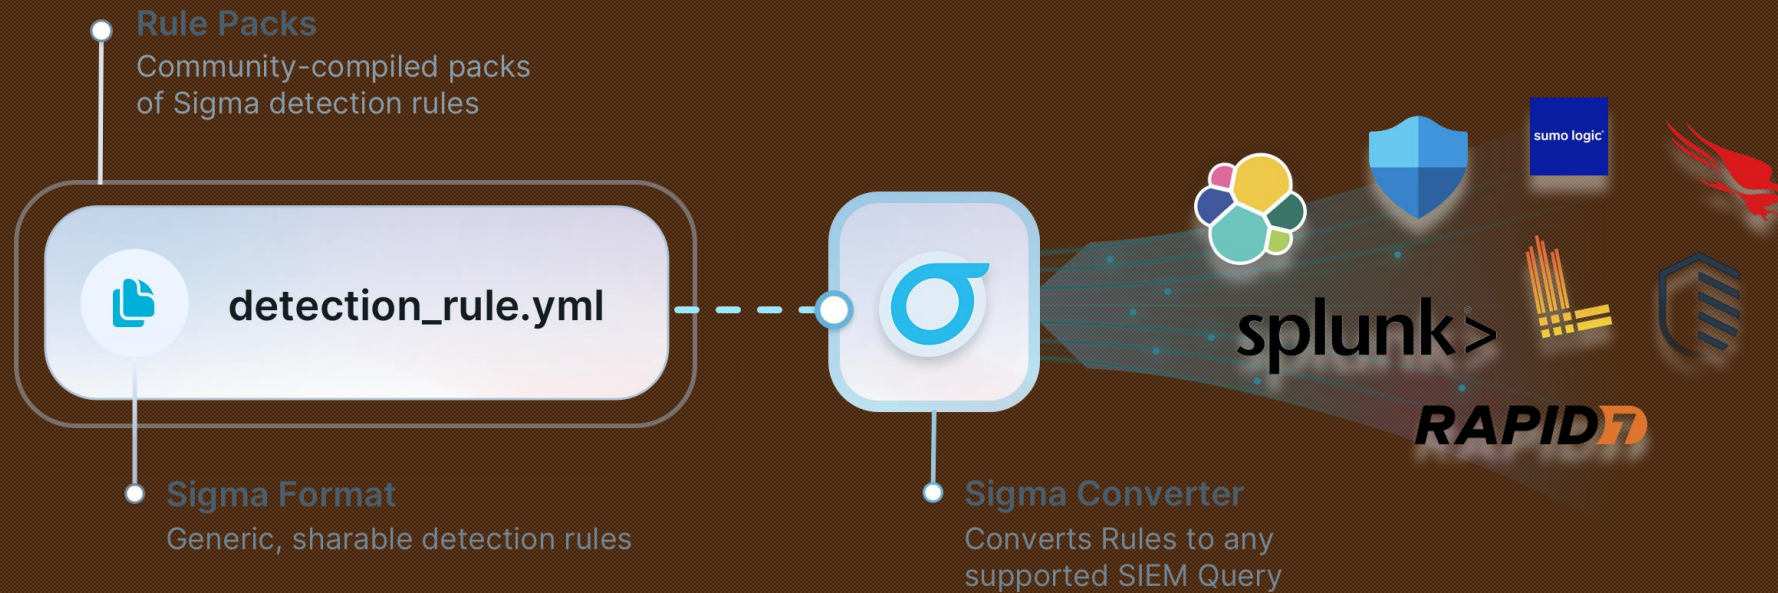 Rule Packs
Community-compiled packs
of Sigma detection rules
detection_rule.yml
sumo logic
splunk>
RAPID7
Sigma Format
Generic, sharable detection rules
Sigma Converter
Converts Rules to any
supported SIEM Query